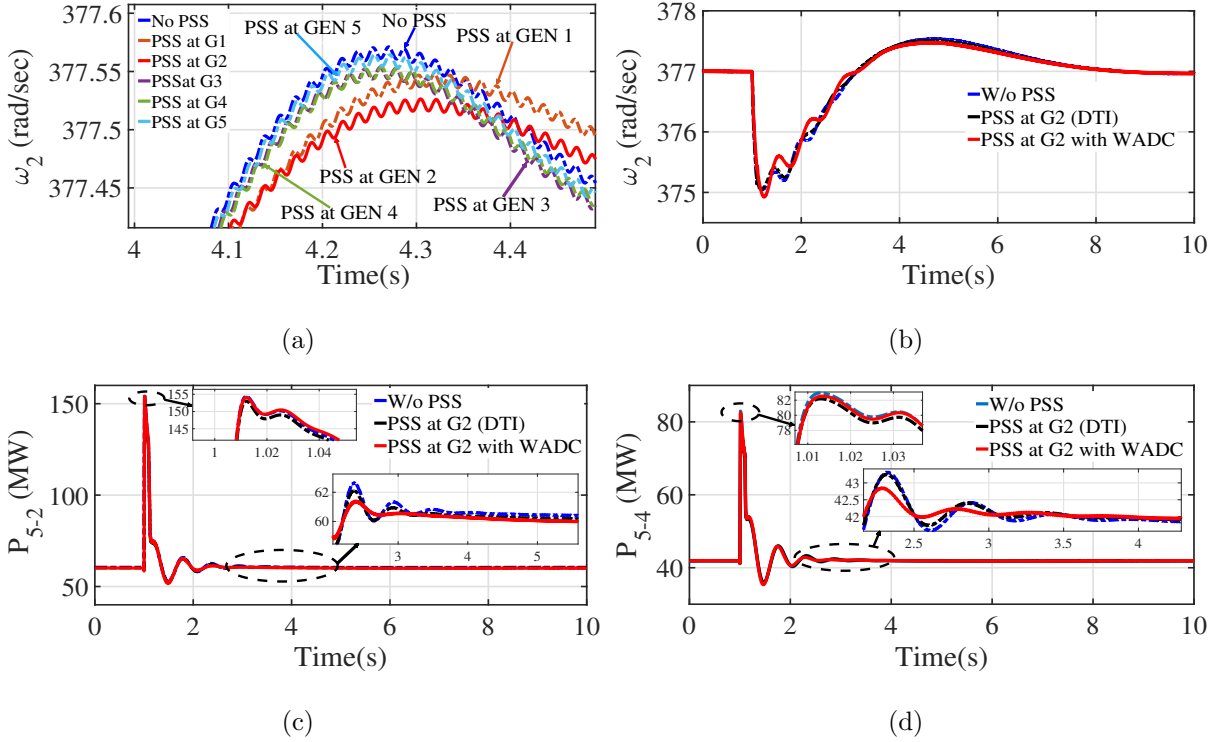 377.6
377.55
377.5
377.45
ω2 (rad/sec)
No PSS
PSS at G1
PSS at G2
PSSat G3
PSS at G4
PSS at G5
PSS at GEN 5
No PSS
PSS at GEN 1
PSS at GEN 2
PSS at GEN 4
PSS at GEN 3
4 4.1 4.2 4.3 4.4
Time(s)
(a)
378
377
376
375
ω2 (rad/sec)
W/o PSS
PSS at G2 (DTI)
PSS at G2 with WADC
0 2 4 6 8 10
Time(s)
(b)
150
100
50
P5-2 (MW)
155
150
145
1 1.02 1.04
W/o PSS
PSS at G2 (DTI)
PSS at G2 with WADC
62
60
3 4 5
0 2 4 6 8 10
Time(s)
(c)
80
60
40
P5-4 (MW)
82
80
78
1.01 1.02 1.03
W/o PSS
PSS at G2 (DTI)
PSS at G2 with WADC
43
42.5
42
2.5 3 3.5 4
0 2 4 6 8 10
Time(s)
(d)